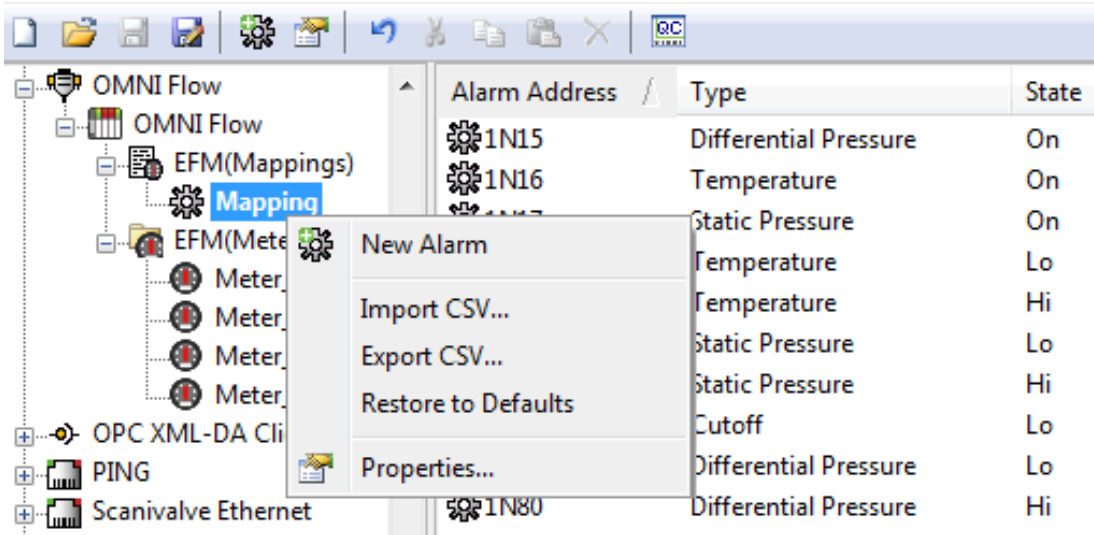 QC
OMNI Flow
OMNI Flow
EFM(Mappings)
Mapping
EFM(Mete
Meter_
Meter_
Meter_
Meter_
OPC XML-DA Cli
PING
Scanivalve Ethernet
New Alarm
Import CSV...
Export CSV...
Restore to Defaults
Properties...
Alarm Address Type State
1N15 Differential Pressure On
1N16 Temperature On
Static Pressure On
Temperature Lo
Temperature Hi
Static Pressure Lo
Static Pressure Hi
Cutoff Lo
Differential Pressure Lo
1N80 Differential Pressure Hi